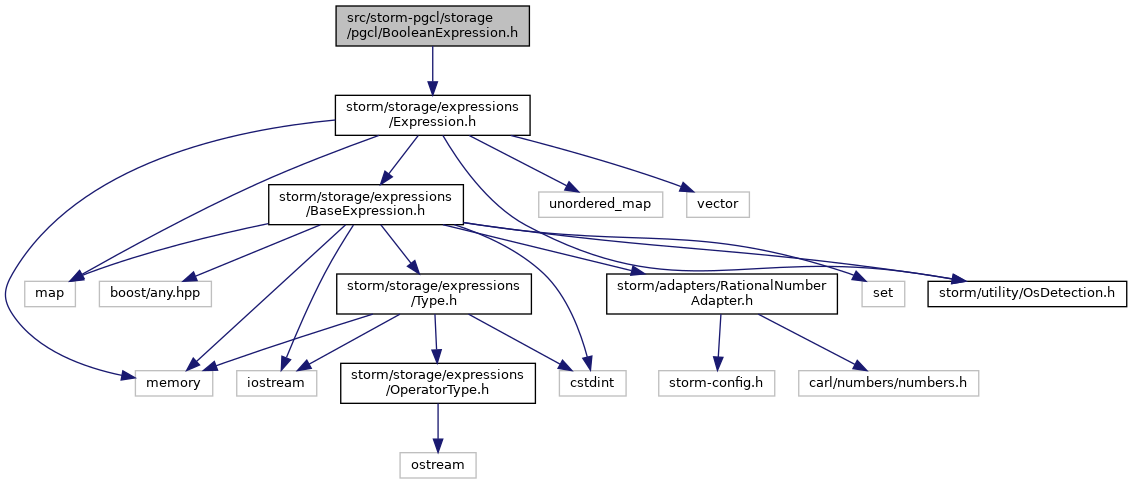 src/storm-pgcl/storage
/pgcl/BooleanExpression.h
storm/storage/expressions
/Expression.h
storm/storage/expressions
/BaseExpression.h
unordered_map
vector
map
boost/any.hpp
storm/storage/expressions
/Type.h
storm/adapters/RationalNumber
Adapter.h
set
storm/utility/OsDetection.h
memory
iostream
storm/storage/expressions
/OperatorType.h
cstdint
storm-config.h
carl/numbers/numbers.h
ostream